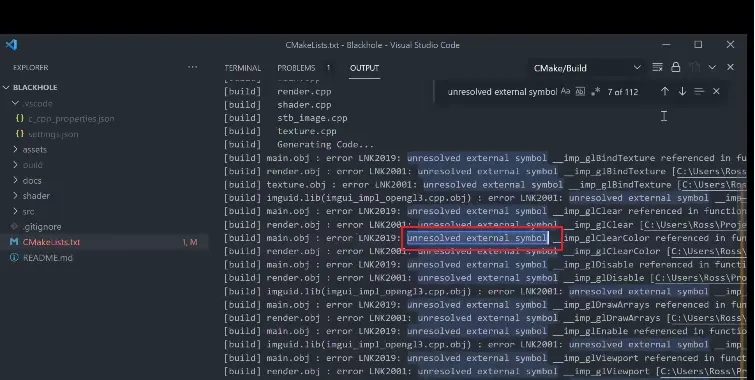 CMakeLists.txt - Blackhole - Visual Studio Code
EXPLORER
BLACKHOLE
.vscode
c_cpp_properties.json
settings.json
assets
build
docs
shader
src
.gitignore
CMakeLists.txt 1, M
README.md
TERMINAL PROBLEMS 1 OUTPUT
CMake/Build
unresolved external symbol Aa ab 7 of 112
[build] render.cpp
[build] shader.cpp
[build] stb_image.cpp
[build] texture.cpp
[build] Generating Code...
[build] main.obj : error LNK2019: unresolved external symbol __imp_glBindTexture referenced in func
[build] render.obj : error LNK2001: unresolved external symbol __imp_glBindTexture [C:\Users\Ross
[build] texture.obj : error LNK2001: unresolved external symbol __imp_glBindTexture [C:\Users\Ros
[build] imguid.lib(imgui_impl_opengl3.cpp.obj) : error LNK2001: unresolved external symbol __imp
[build] main.obj : error LNK2019: unresolved external symbol __imp_glClear referenced in function
[build] render.obj : error LNK2001: unresolved external symbol __imp_glClear [C:\Users\Ross\Proje
[build] main.obj : error LNK2019: unresolved external symbol __imp_glClearColor referenced in fu
[build] render.obj : error LNK2001: unresolved external symbol __imp_glClearColor [C:\Users\Ross\
[build] main.obj : error LNK2019: unresolved external symbol __imp_glDisable referenced in functi
[build] render.obj : error LNK2001: unresolved external symbol __imp_glDisable [C:\Users\Ross\Pro
[build] imguid.lib(imgui_impl_opengl3.cpp.obj) : error LNK2001: unresolved external symbol __imp
[build] main.obj : error LNK2019: unresolved external symbol __imp_glDrawArrays referenced in fu
[build] render.obj : error LNK2001: unresolved external symbol __imp_glDrawArrays [C:\Users\Ross\
[build] main.obj : error LNK2019: unresolved external symbol __imp_glEnable referenced in functio
[build] imguid.lib(imgui_impl_opengl3.cpp.obj) : error LNK2001: unresolved external symbol __imp
[build] main.obj : error LNK2019: unresolved external symbol __imp_glViewport referenced in funct
[build] render.obj : error LNK2001: unresolved external symbol __imp_glViewport [C:\Users\Ross\Pr